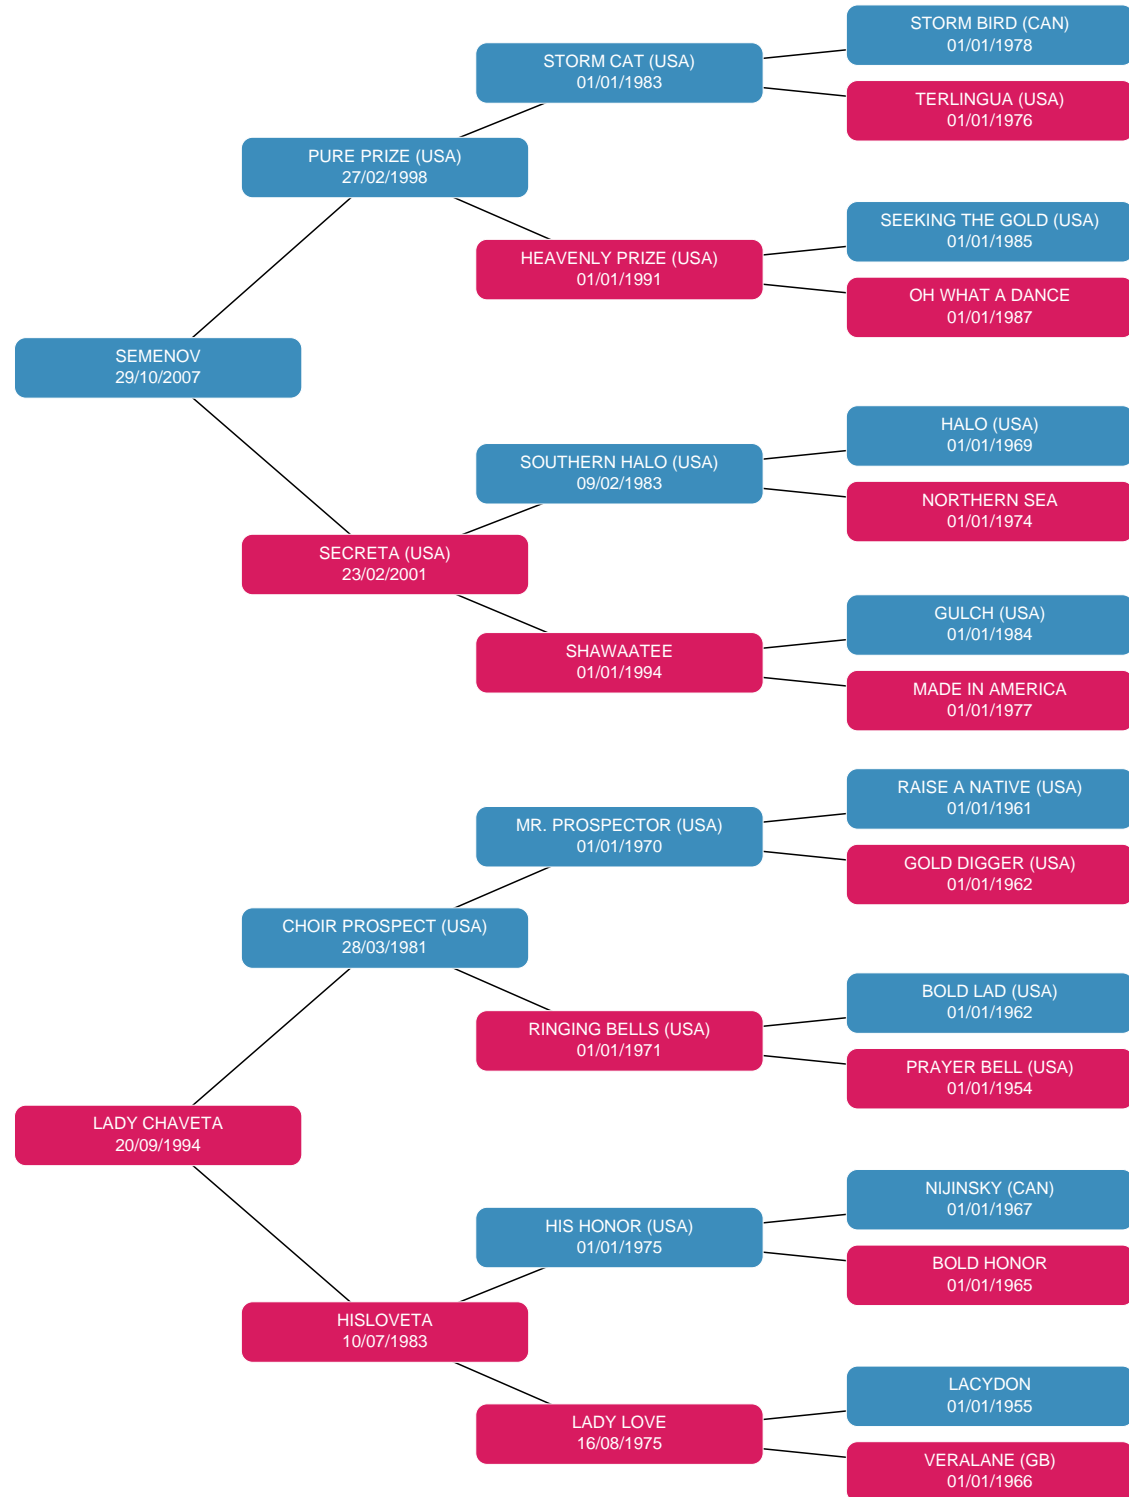 STORM BIRD (CAN)
01/01/1978
STORM CAT (USA)
01/01/1983
TERLINGUA (USA)
01/01/1976
PURE PRIZE (USA)
27/02/1998
SEEKING THE GOLD (USA)
01/01/1985
HEAVENLY PRIZE (USA)
01/01/1991
OH WHAT A DANCE
01/01/1987
SEMENOV
29/10/2007
HALO (USA)
01/01/1969
SOUTHERN HALO (USA)
09/02/1983
NORTHERN SEA
01/01/1974
SECRETA (USA)
23/02/2001
GULCH (USA)
01/01/1984
SHAWAATEE
01/01/1994
MADE IN AMERICA
01/01/1977
RAISE A NATIVE (USA)
01/01/1961
MR. PROSPECTOR (USA)
01/01/1970
GOLD DIGGER (USA)
01/01/1962
CHOIR PROSPECT (USA)
28/03/1981
BOLD LAD (USA)
01/01/1962
RINGING BELLS (USA)
01/01/1971
PRAYER BELL (USA)
01/01/1954
LADY CHAVETA
20/09/1994
NIJINSKY (CAN)
01/01/1967
HIS HONOR (USA)
01/01/1975
BOLD HONOR
01/01/1965
HISLOVETA
10/07/1983
LACYDON
01/01/1955
LADY LOVE
16/08/1975
VERALANE (GB)
01/01/1966